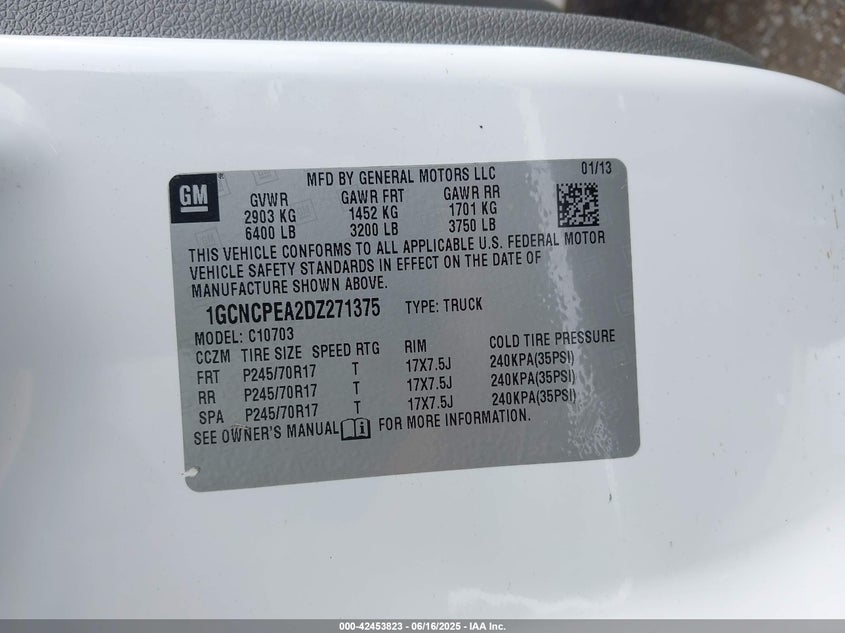 MFD BY GENERAL MOTORS LLC 01/13
GM
GVWR GAWR FRT GAWR RR
2903 KG 1452 KG 1701 KG
6400 LB 3200 LB 3750 LB
THIS VEHICLE CONFORMS TO ALL APPLICABLE U.S. FEDERAL MOTOR
VEHICLE SAFETY STANDARDS IN EFFECT ON THE DATE OF
MANUFACTURE SHOWN ABOVE.
1GCNCPEA2DZ271375 TYPE: TRUCK
MODEL: C10703
CCZM TIRE SIZE SPEED RTG RIM COLD TIRE PRESSURE
FRT P245/70R17 T 17X7.5J 240KPA(35PSI)
RR P245/70R17 T 17X7.5J 240KPA(35PSI)
SPA P245/70R17 T 17X7.5J 240KPA(35PSI)
SEE OWNER'S MANUAL FOR MORE INFORMATION.
000-42453823 - 06/16/2025 - IAA Inc.